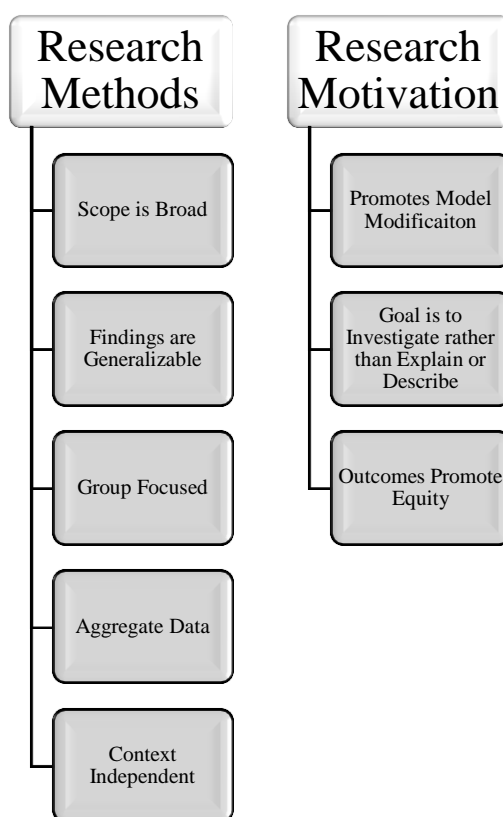 Research
Methods
Scope is Broad
Findings are
Generalizable
Group Focused
Aggregate Data
Context
Independent
Research
Motivation
Promotes Model
Modificaiton
Goal is to
Investigate rather
than Explain or
Describe
Outcomes Promote
Equity